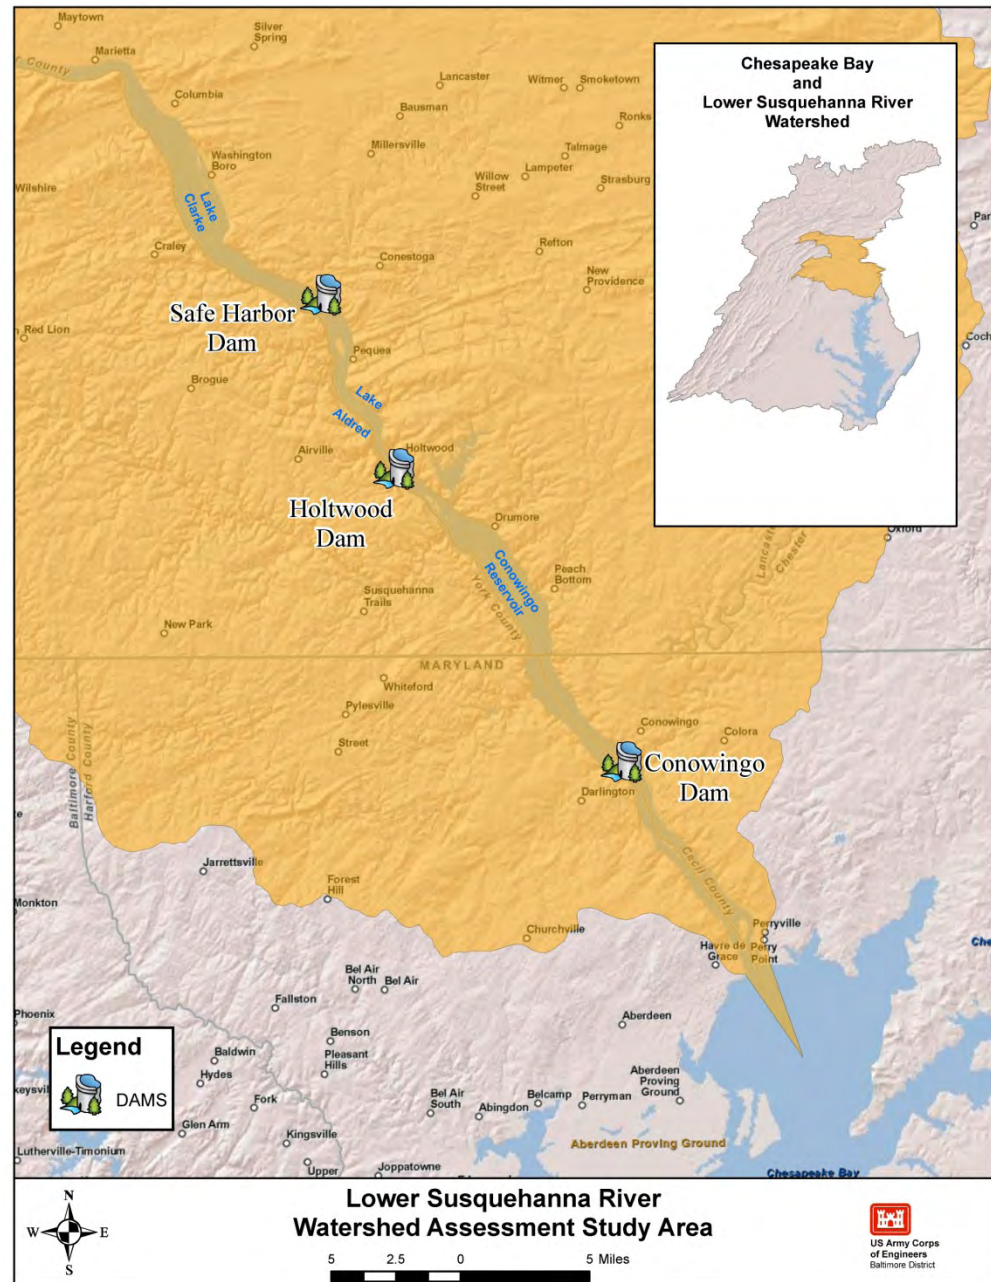 Maytown
Silver
Spring
Marietta
County
Columbia
Lancaster
Witmer
Smoketown
Bausman
Ronks
Millersville
Talmage
Washington
Boro
Lampeter
Willow
Street
Strasburg
Wilshire
Lake
Clarke
Craley
Conestoga
Refton
New
Providence
Safe Harbor
Dam
Red Lion
Pequea
Brogue
Lake
Aldred
Airville
Holtwood
Holtwood
Dam
Drumore
Conowingo
Reservoir
Peach
Bottom
York County
Susquehanna
Trails
New Park
Lancaster
Chester
Oxford
MARYLAND
Whiteford
Pylesville
Street
Conowingo
Colora
Conowingo
Dam
Darlington
Baltimore County
Harford County
Cecil County
Jarrettsville
Forest
Hill
Monkton
Churchville
Perryville
Havre de
Grace
Perry
Point
Bel Air
North
Bel Air
Fallston
Phoenix
Benson
Aberdeen
Pleasant
Hills
Baldwin
Hydes
Aberdeen
Proving
Ground
Fork
Bel Air
South
Abingdon
Belcamp
Perryman
Glen Arm
Kingsville
Aberdeen Proving Ground
Lutherville-Timonium
Upper
Joppatowne
Chesapeake Bay
Chesapeake Bay
and
Lower Susquehanna River
Watershed
Par
Coch
Che
Legend
DAMS
N
W
E
S
Lower Susquehanna River
Watershed Assessment Study Area
5 2.5 0 5 Miles
US Army Corps
of Engineers
Baltimore District